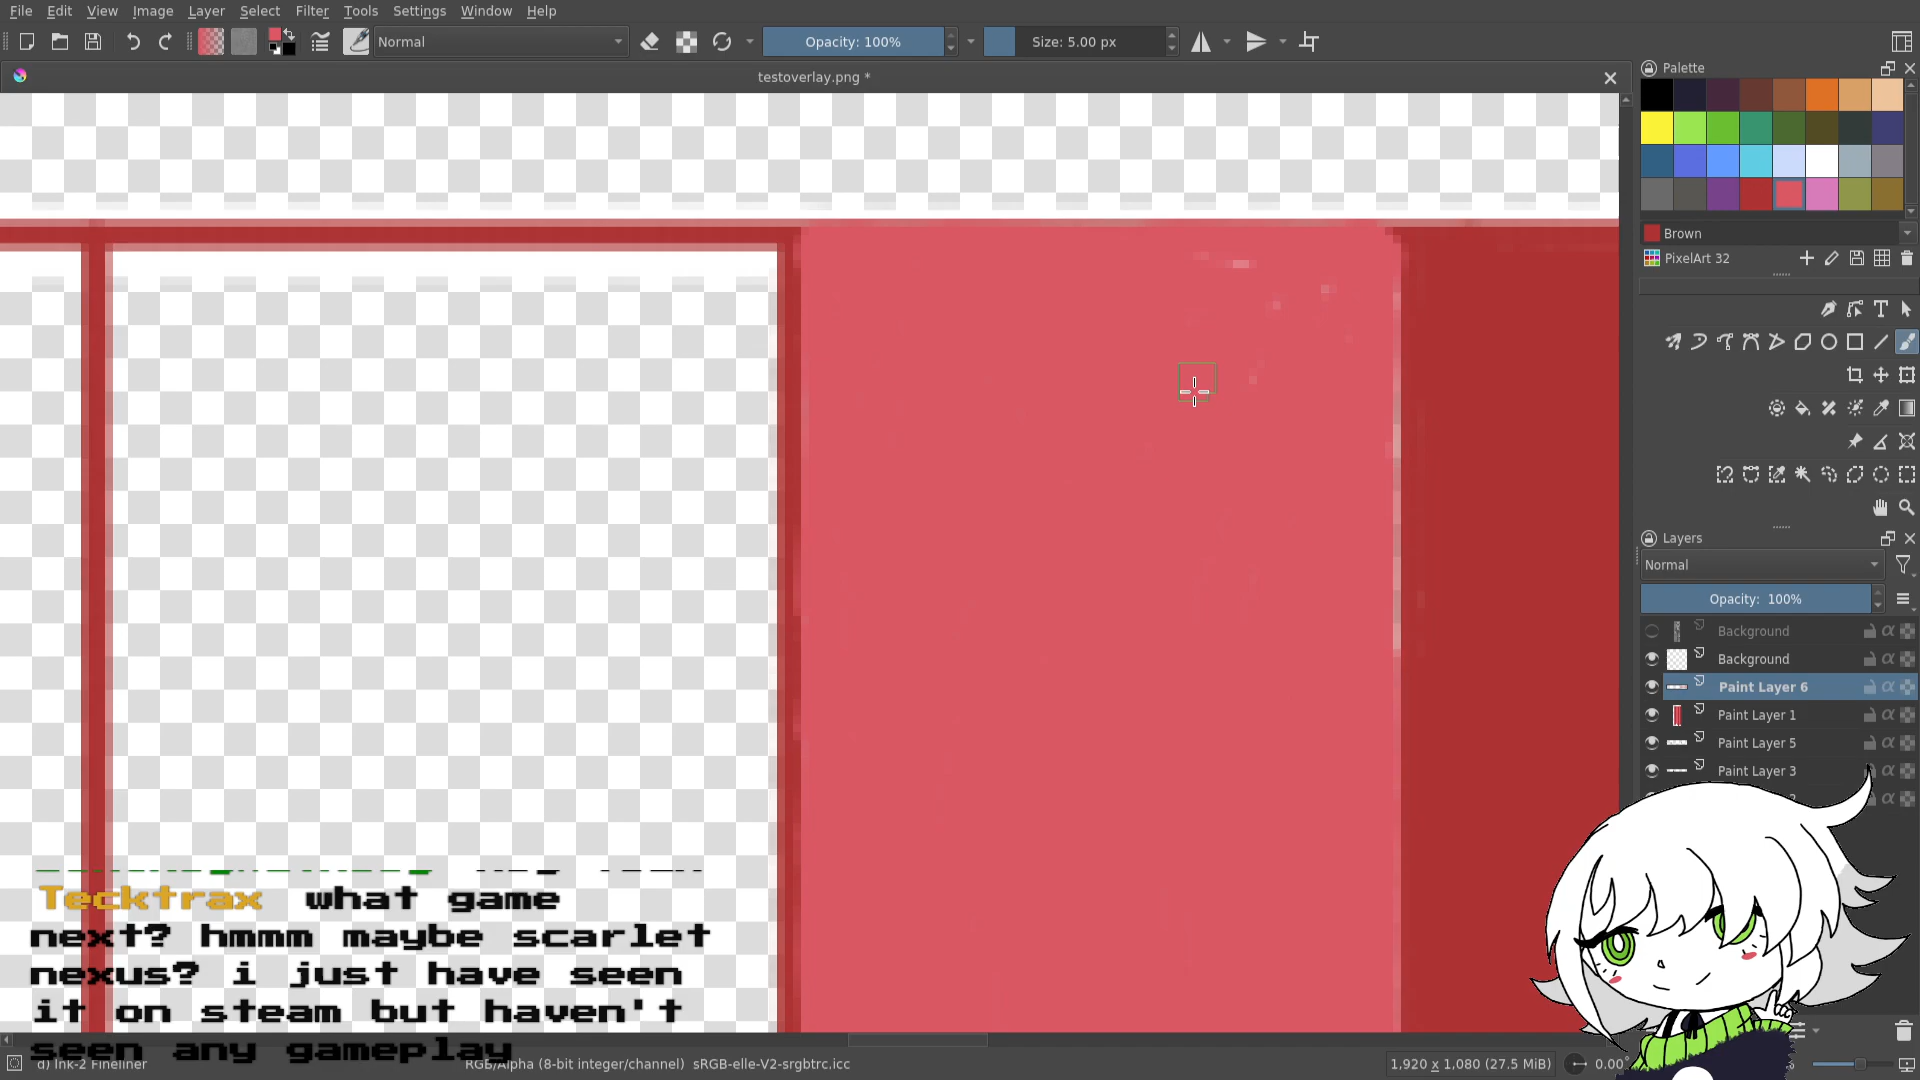 File Edit View Image Layer Select Filter Tools Settings Window Help
Normal
Opacity: 100%
Size: 5.00 px
testoverlay.png *
Palette
Brown
PixelArt 32
Layers
Normal
Opacity: 100%
Background
Background
Paint Layer 6
Paint Layer 1
Paint Layer 5
Paint Layer 3
Tecktrax what game
next? hmmm maybe scarlet
nexus? i just have seen
it on steam but haven't
seen any gameplay
d) Ink-2 Fineliner
RGB/Alpha (8-bit integer/channel) sRGB-elle-V2-srgbtrc.icc
1,920 x 1,080 (27.5 MiB)
0.00